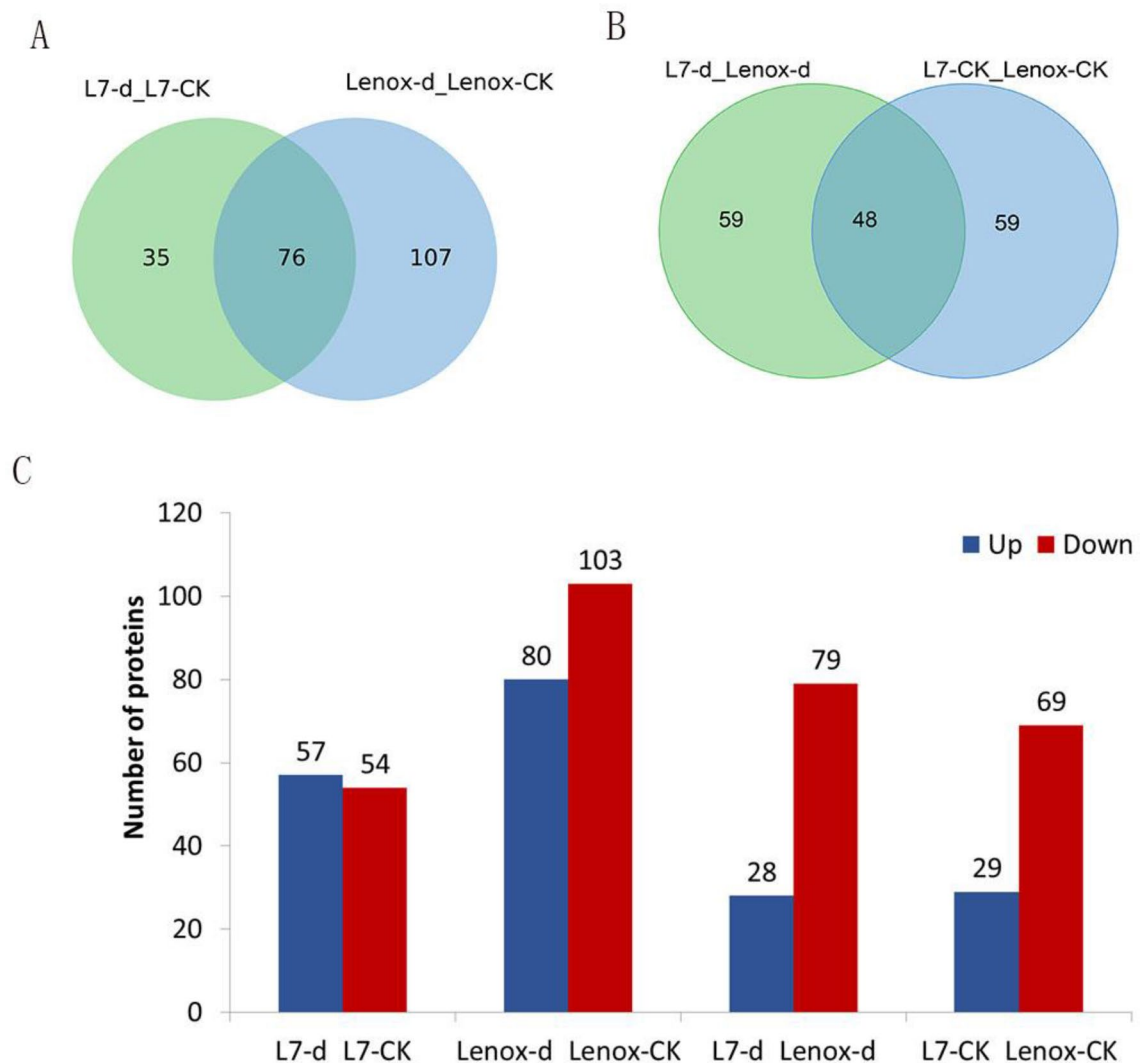 A
L7-d_L7-CK
Lenox-d_Lenox-CK
35
76
107
B
L7-d_Lenox-d
L7-CK_Lenox-CK
59
48
59
C
Number of proteins
120
100
80
60
40
20
0
Up
Down
57
54
80
103
28
79
29
69
L7-d L7-CK
Lenox-d Lenox-CK
L7-d Lenox-d
L7-CK Lenox-CK